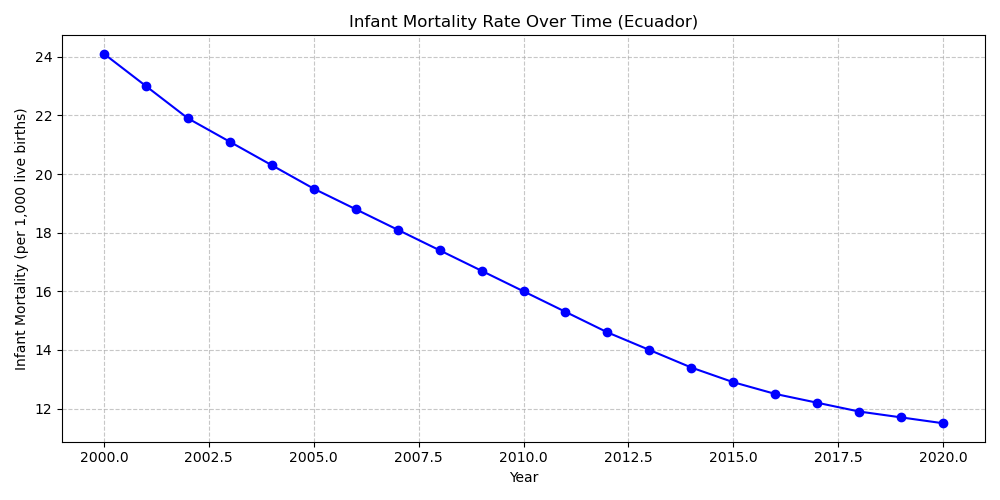 Infant Mortality Rate Over Time (Ecuador)
Infant Mortality (per 1,000 live births)
24
22
20
18
16
14
12
2000.0 2002.5 2005.0 2007.5 2010.0 2012.5 2015.0 2017.5 2020.0
Year